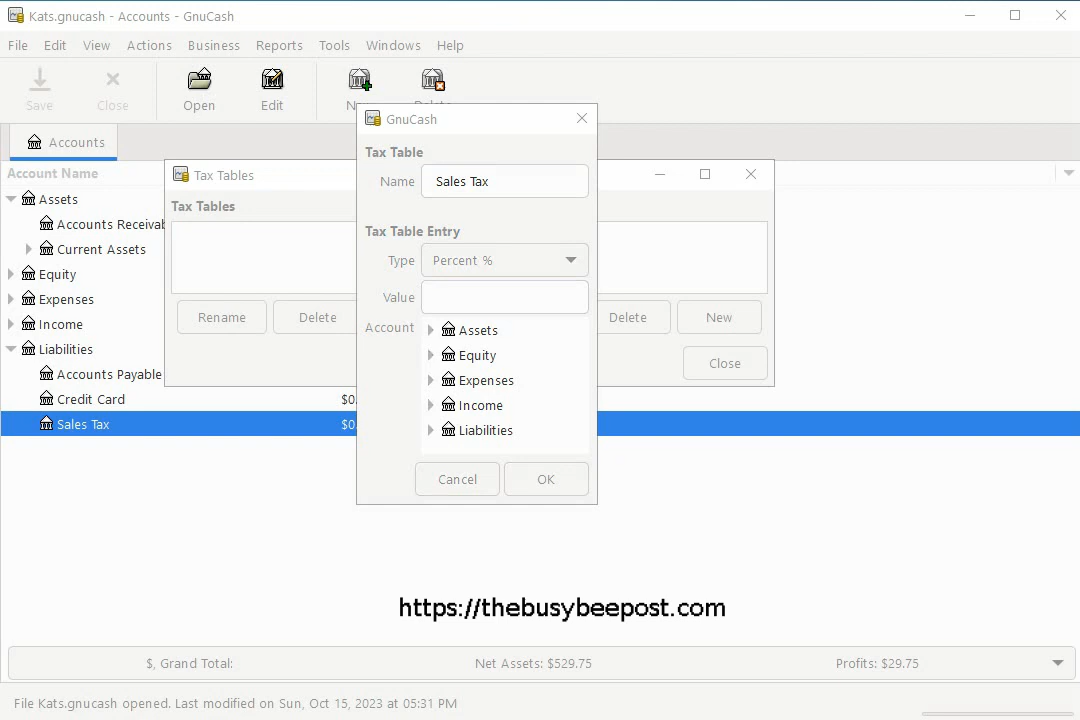 Kats.gnucash - Accounts - GnuCash
File Edit View Actions Business Reports Tools Windows Help
Save Close Open Edit
Accounts
Account Name
Assets
Accounts
Current Assets
Equity
Expenses
Income
Liabilities
Accounts Payable
Credit Card $0.
Sales Tax $0.
Tax Tables
Tax Tables
Rename Delete Delete New
Close
GnuCash
Tax Table
Name Sales Tax
Tax Table Entry
Type Percent %
Value
Account
Assets
Equity
Expenses
Income
Liabilities
Cancel OK
https://thebusybeepost.com
$, Grand Total: Net Assets: $529.75 Profits: $29.75
File Kats.gnucash opened. Last modified on Sun, Oct 15, 2023 at 05:31 PM